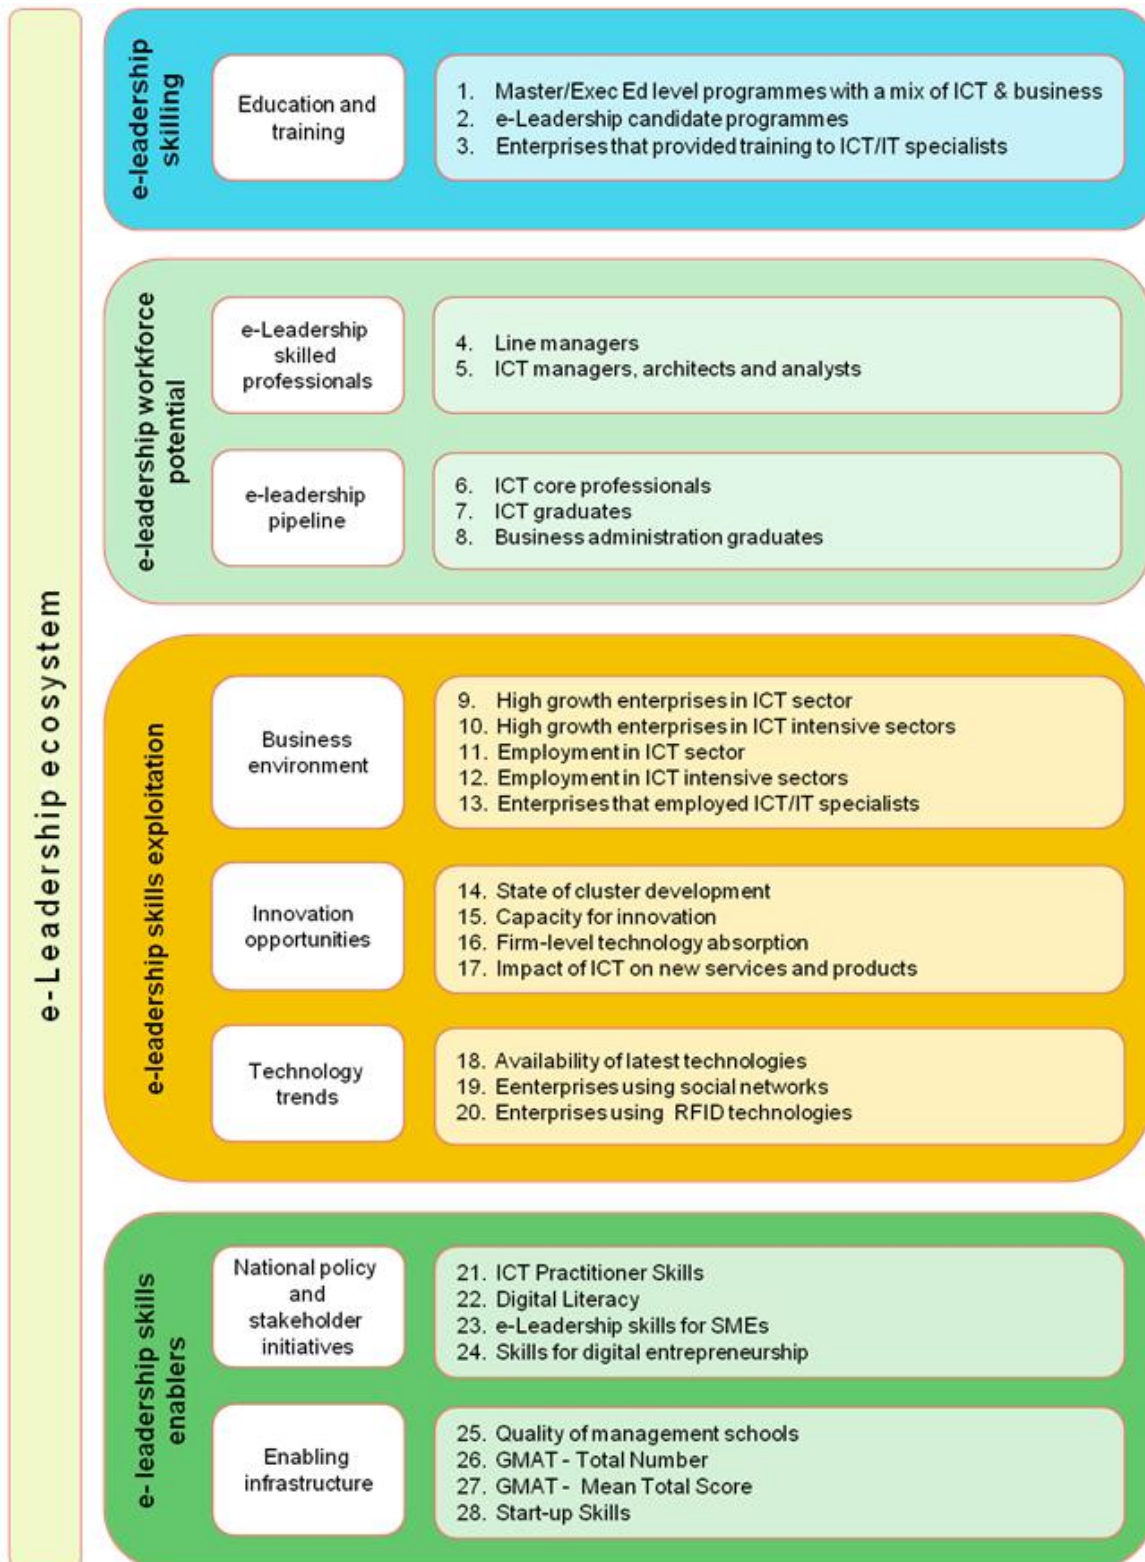 e-Leadership ecosystem
e-leadership
skilling
Education and
training
1. Master/Exec Ed level programmes with a mix of ICT & business
2. e-Leadership candidate programmes
3. Enterprises that provided training to ICT/IT specialists
e-leadership workforce
potential
e-Leadership
skilled
professionals
4. Line managers
5. ICT managers, architects and analysts
e-leadership
pipeline
6. ICT core professionals
7. ICT graduates
8. Business administration graduates
e-leadership skills exploitation
Business
environment
9. High growth enterprises in ICT sector
10. High growth enterprises in ICT intensive sectors
11. Employment in ICT sector
12. Employment in ICT intensive sectors
13. Enterprises that employed ICT/IT specialists
Innovation
opportunities
14. State of cluster development
15. Capacity for innovation
16. Firm-level technology absorption
17. Impact of ICT on new services and products
Technology
trends
18. Availability of latest technologies
19. Eenterprises using social networks
20. Enterprises using RFID technologies
e- leadership skills
enablers
National policy
and
stakeholder
initiatives
21. ICT Practitioner Skills
22. Digital Literacy
23. e-Leadership skills for SMEs
24. Skills for digital entrepreneurship
Enabling
infrastructure
25. Quality of management schools
26. GMAT - Total Number
27. GMAT - Mean Total Score
28. Start-up Skills